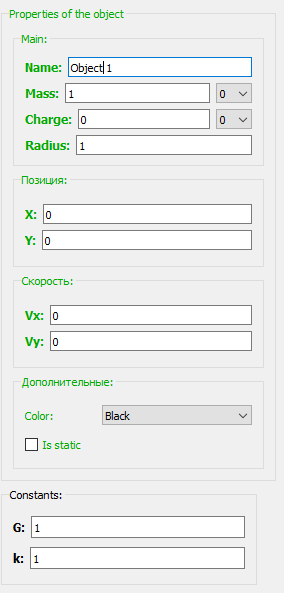 Properties of the object
Main:
Name: Object 1
Mass: 1 0
Charge: 0 0
Radius: 1
Позиция:
X: 0
Y: 0
Скорость:
Vx: 0
Vy: 0
Дополнительные:
Color: Black
Is static
Constants:
G: 1
k: 1